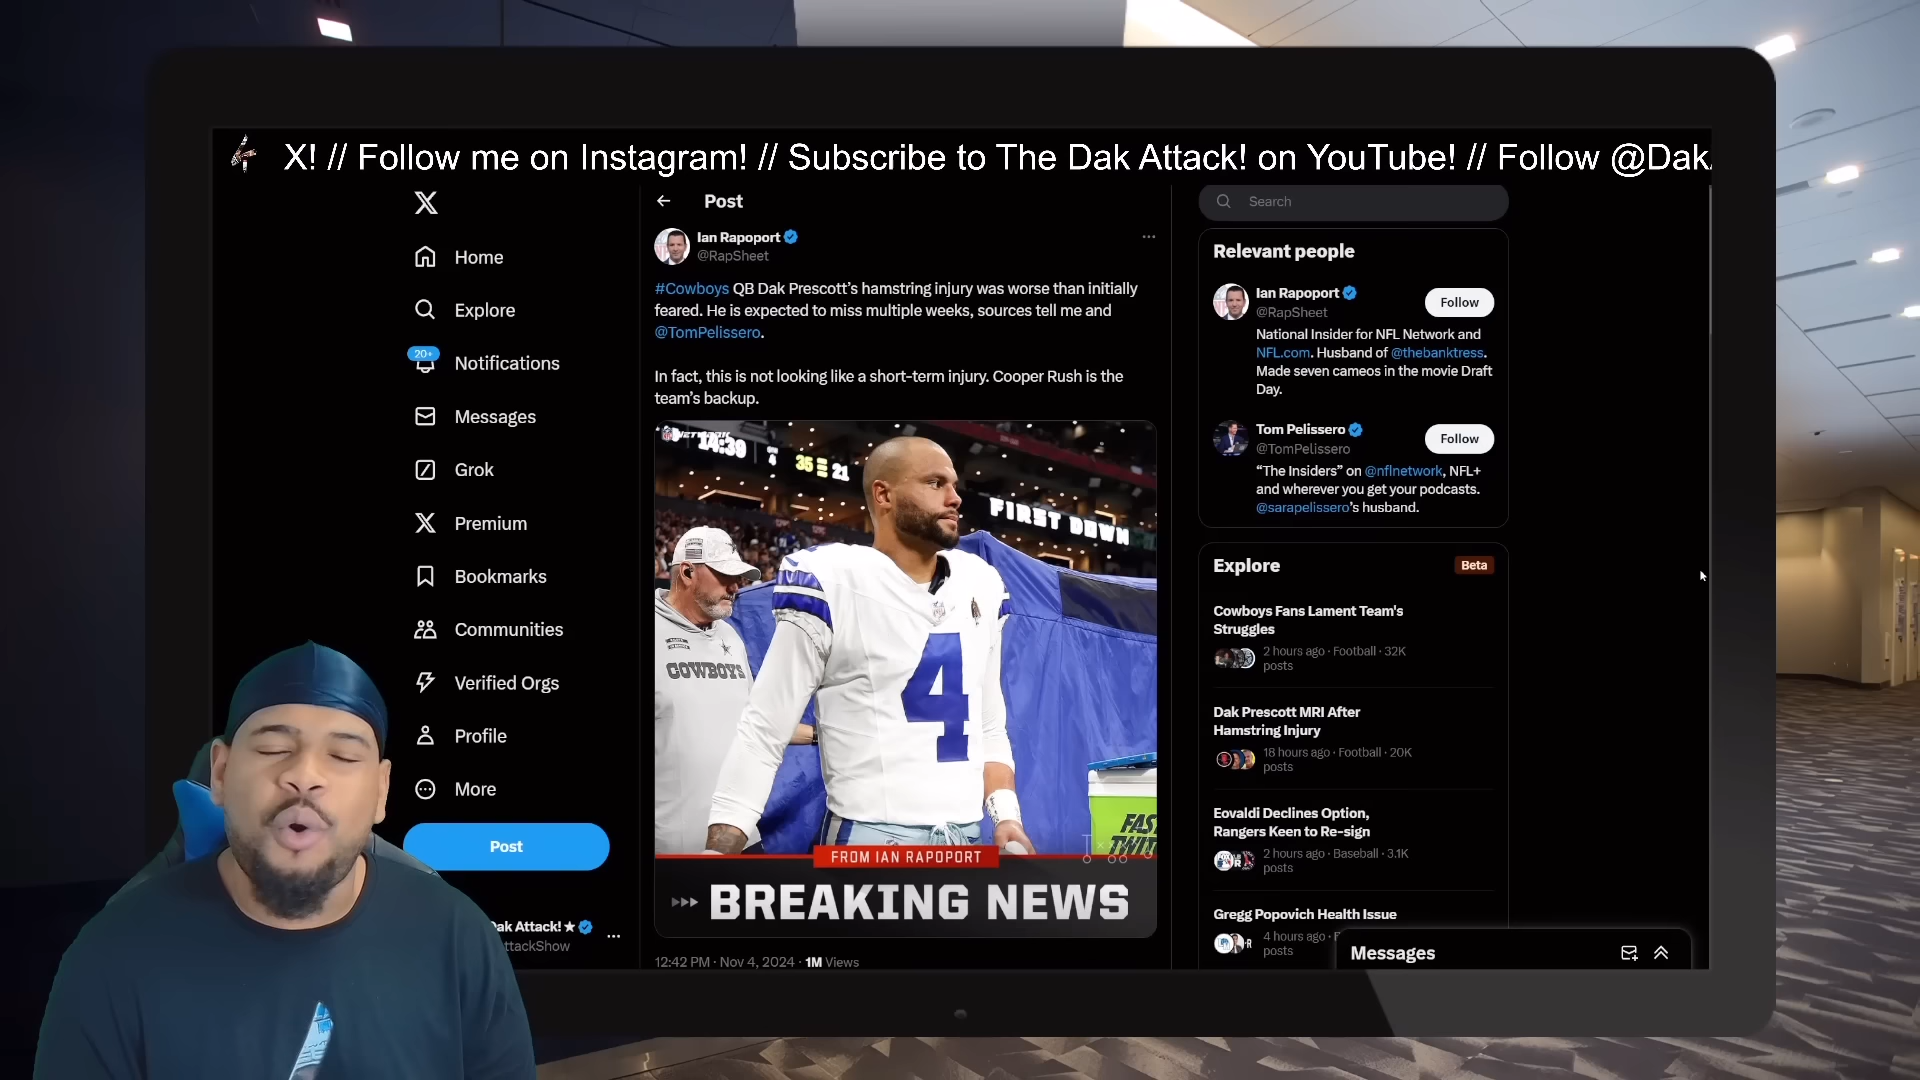 X! // Follow me on Instagram! // Subscribe to The Dak Attack! on YouTube! // Follow @Dak
Home
Explore
20+
Notifications
Messages
Grok
Premium
Bookmarks
Communities
Verified Orgs
Profile
More
Post
ak Attack!★
ttackShow
Post
Ian Rapoport
@RapSheet
#Cowboys QB Dak Prescott’s hamstring injury was worse than initially
feared. He is expected to miss multiple weeks, sources tell me and
@TomPelissero.
In fact, this is not looking like a short-term injury. Cooper Rush is the
team’s backup.
14:39
4
35
21
FIRST DOWN
COWBOYS
4
FROM IAN RAPOPORT
BREAKING NEWS
12:42 PM · Nov 4, 2024 · 1M Views
Search
Relevant people
Ian Rapoport
@RapSheet
Follow
National Insider for NFL Network and
NFL.com. Husband of @thebanktress.
Made seven cameos in the movie Draft
Day.
Tom Pelissero
@TomPelissero
Follow
“The Insiders” on @nflnetwork, NFL+
and wherever you get your podcasts.
@sarapelissero’s husband.
Explore
Beta
Cowboys Fans Lament Team's
Struggles
2 hours ago · Football · 32K
posts
Dak Prescott MRI After
Hamstring Injury
18 hours ago · Football · 20K
posts
Eovaldi Declines Option,
Rangers Keen to Re-sign
2 hours ago · Baseball · 3.1K
posts
Gregg Popovich Health Issue
4 hours ago ·
posts
Messages